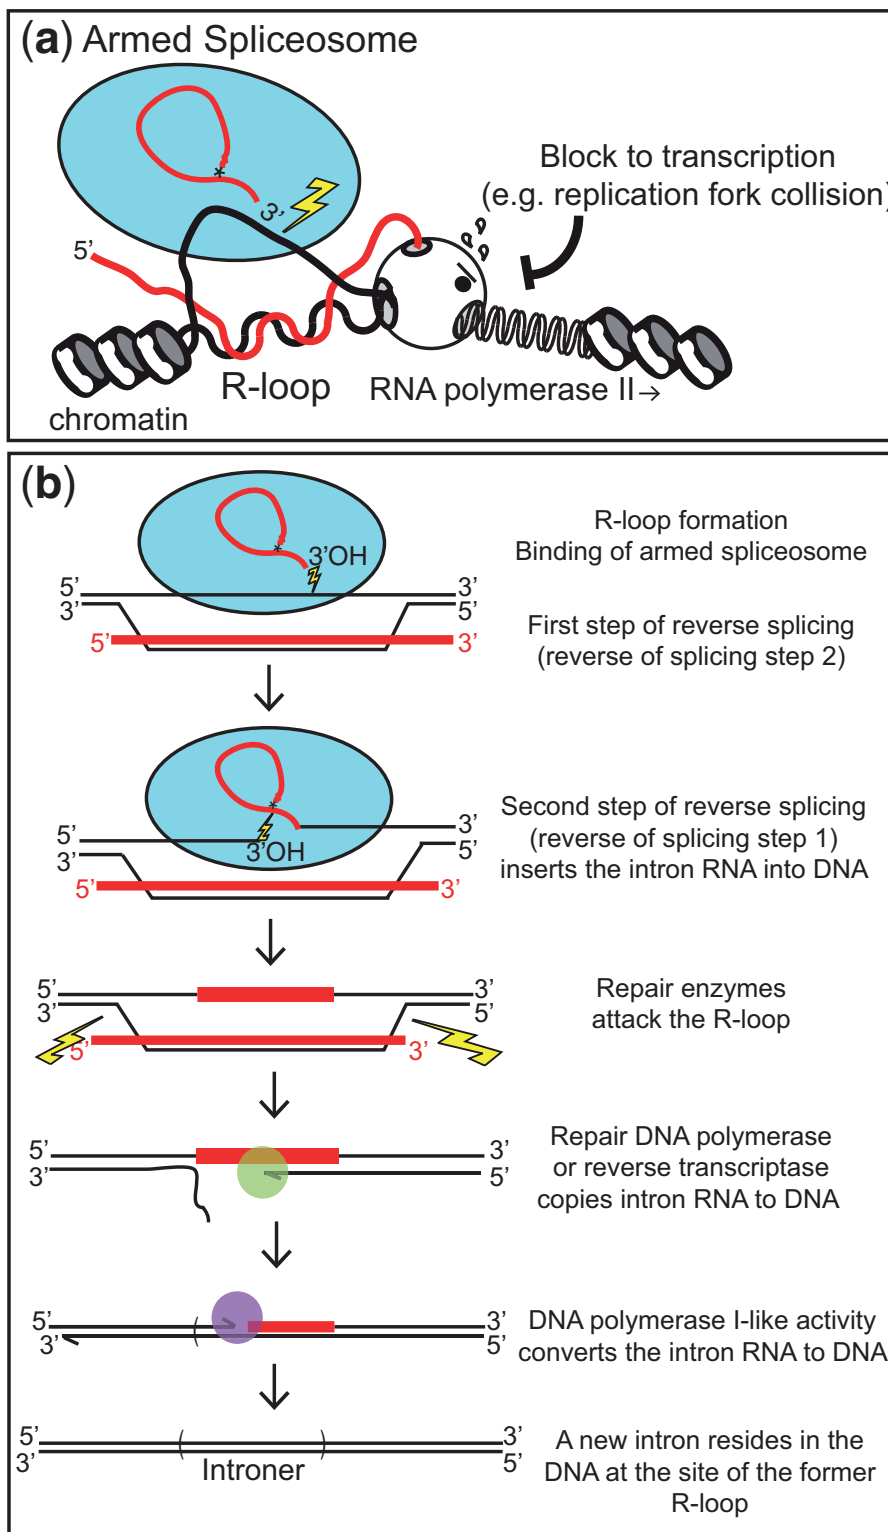 (a) Armed Spliceosome
Block to transcription
(e.g. replication fork collision)
*
3'
5'
R-loop
RNA polymerase II→
chromatin
(b)
*
3'OH
R-loop formation
Binding of armed spliceosome
5'
3'
3'
5'
5'
3'
First step of reverse splicing
(reverse of splicing step 2)
*
3'OH
5'
3'
3'
5'
5'
3'
Second step of reverse splicing
(reverse of splicing step 1)
inserts the intron RNA into DNA
5'
3'
3'
5'
5'
3'
Repair enzymes
attack the R-loop
5'
3'
3'
5'
Repair DNA polymerase
or reverse transcriptase
copies intron RNA to DNA
5'
3'
3'
5'
(
DNA polymerase I-like activity
converts the intron RNA to DNA
5'
3'
3'
5'
( )
Introner
A new intron resides in the
DNA at the site of the former
R-loop